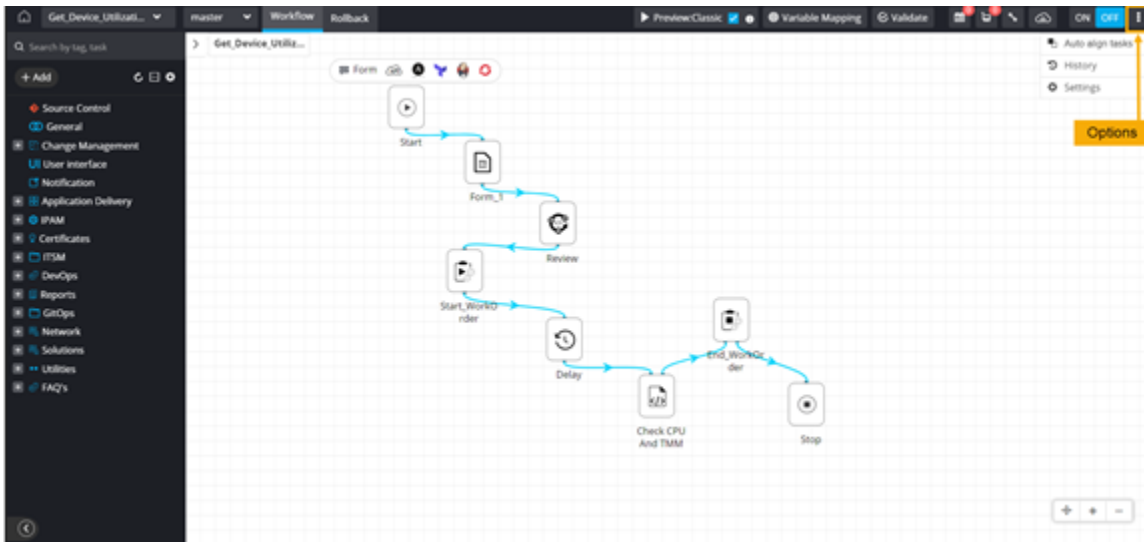 Get_Device_Utilizati...
master
Workflow
Rollback
Preview:Classic
Variable Mapping
Validate
ON
OFF
Search by tag, task
Get_Device_Utiliz...
Auto align tasks
History
Settings
Options
+ Add
Form
Source Control
General
Change Management
UI User Interface
Notification
Application Delivery
IPAM
Certificates
ITSM
DevOps
Reports
GitOps
Network
Solutions
Utilities
FAQ's
Start
Form_1
Review
Start_WorkO
rder
Delay
End_WorkOr
der
Check CPU
And TMM
Stop